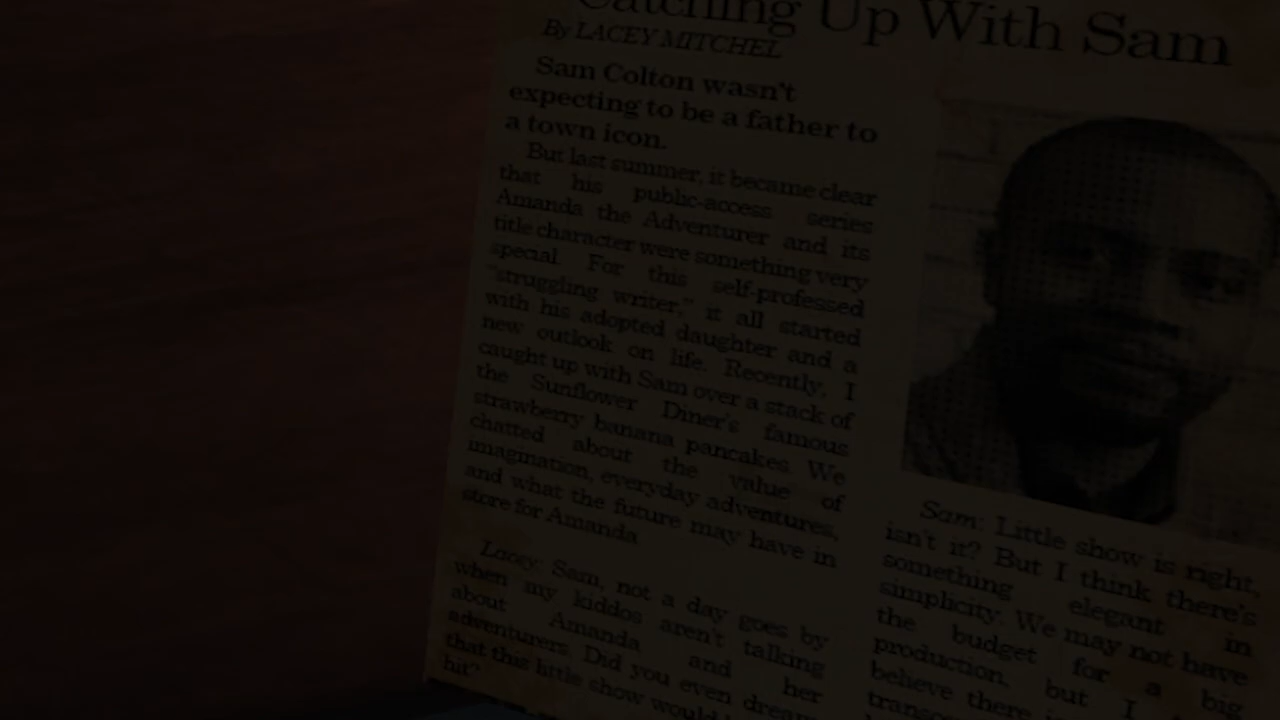 Catching Up With Sam
By LACEY MITCHEL
Sam Colton wasn't
expecting to be a father to
a town icon.
But last summer, it became clear
that his public-access series
Amanda the Adventurer and its
title character were something very
special. For this self-professed
"struggling writer," it all started
with his adopted daughter and a
new outlook on life. Recently, I
caught up with Sam over a stack of
the Sunflower Diner's famous
strawberry banana pancakes. We
chatted about the value of
imagination, everyday adventures,
and what the future may have in
store for Amanda.
Lacey: Sam, not a day goes by
when my kiddos aren't talking
about Amanda and her
adventurers. Did you even dream
that this little show would
hit"
Sam: Little show is right,
isn't it? But I think there's
something elegant in
simplicity. We may not have
the budget for a big
production, but I
believe there